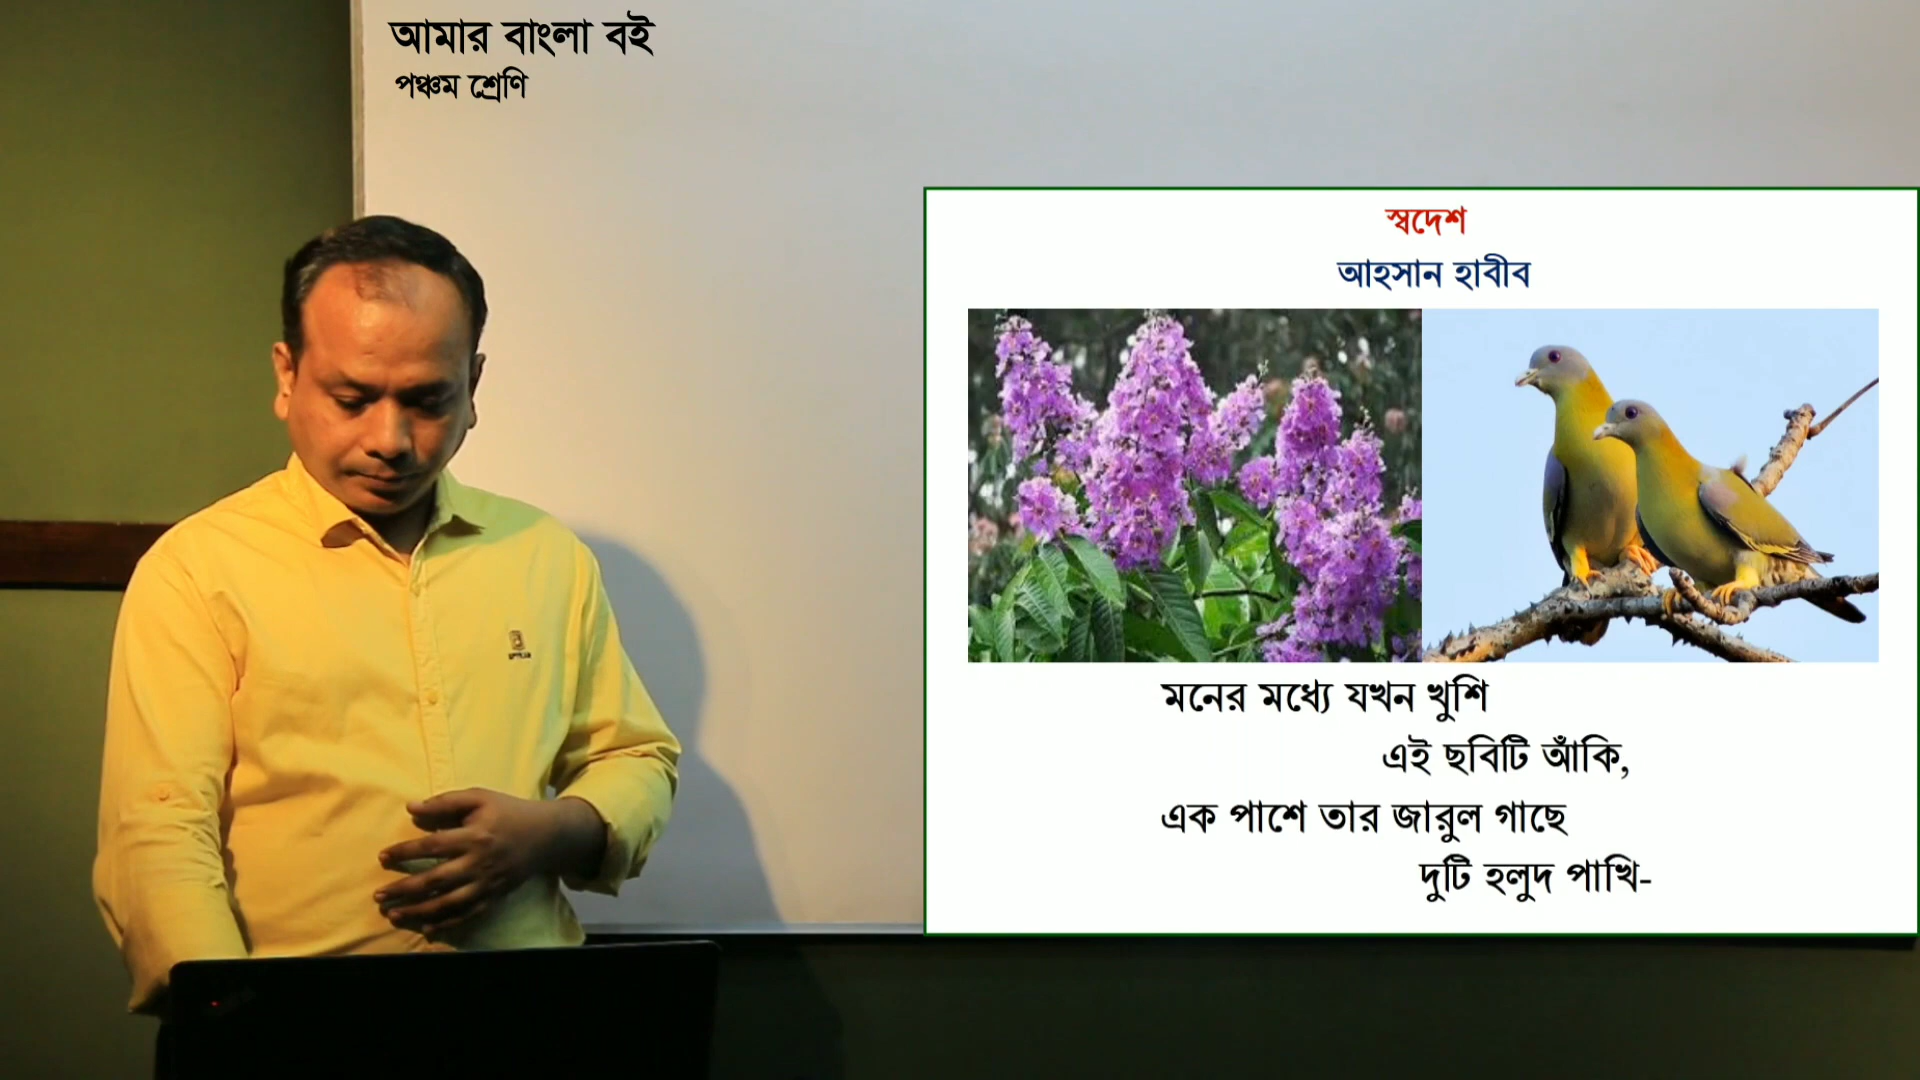 আমার বাংলা বই
পঞ্চম শ্রেণি
স্বদেশ
আহসান হাবীব
মনের মধ্যে যখন খুশি
এই ছবিটি আঁকি,
এক পাশে তার জারুল গাছে
দুটি হলুদ পাখি-